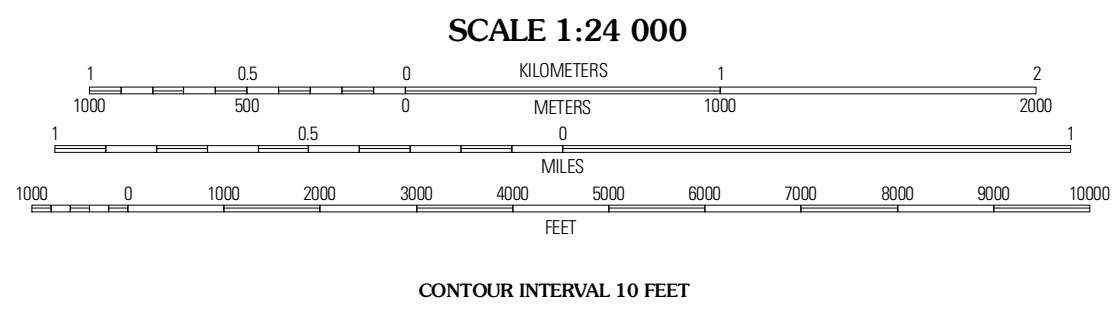 SCALE 1:24 000
1 0.5 0 KILOMETERS 1 2
1000 500 0 METERS 1000 2000
1 0.5 0 1
MILES
1000 0 1000 2000 3000 4000 5000 6000 7000 8000 9000 10000
FEET
CONTOUR INTERVAL 10 FEET